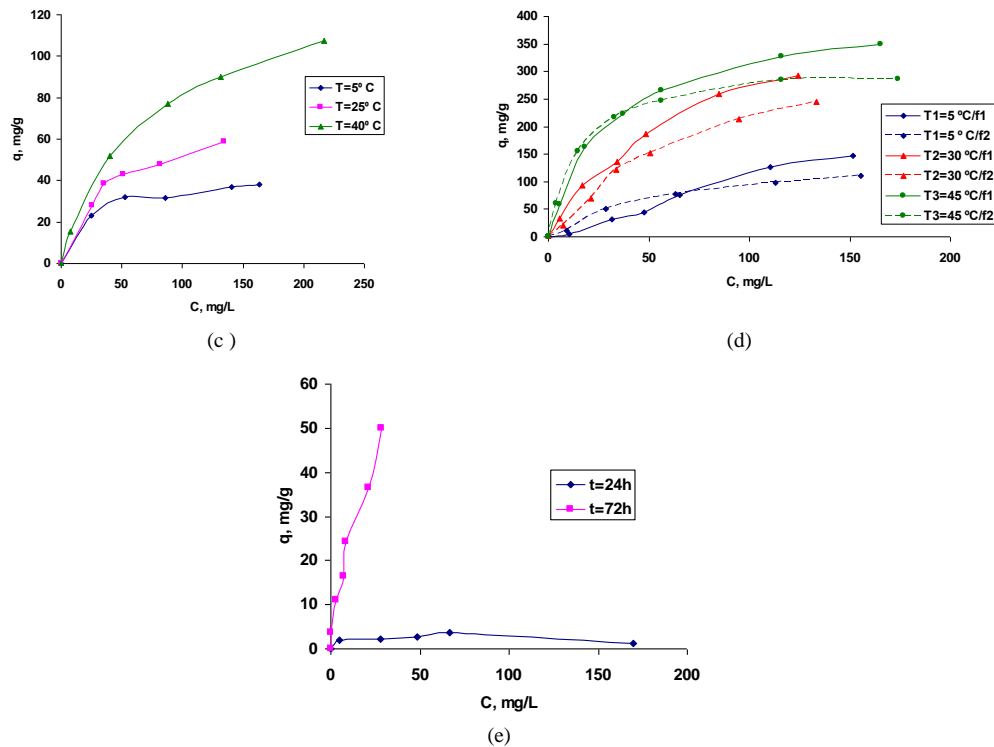 120
100
80
60
40
20
0
q, mg/g
0 50 100 150 200 250
C, mg/L
T=5º C
T=25º C
T=40º C
(c )
400
350
300
250
200
150
100
50
0
q, mg/g
0 50 100 150 200
C, mg/L
T1=5 ºC/f1
T1=5 º C/f2
T2=30 ºC/f1
T2=30 ºC/f2
T3=45 ºC/f1
T3=45 ºC/f2
(d)
60
50
40
30
20
10
0
q, mg/g
0 50 100 150 200
C, mg/L
t=24h
t=72h
(e)